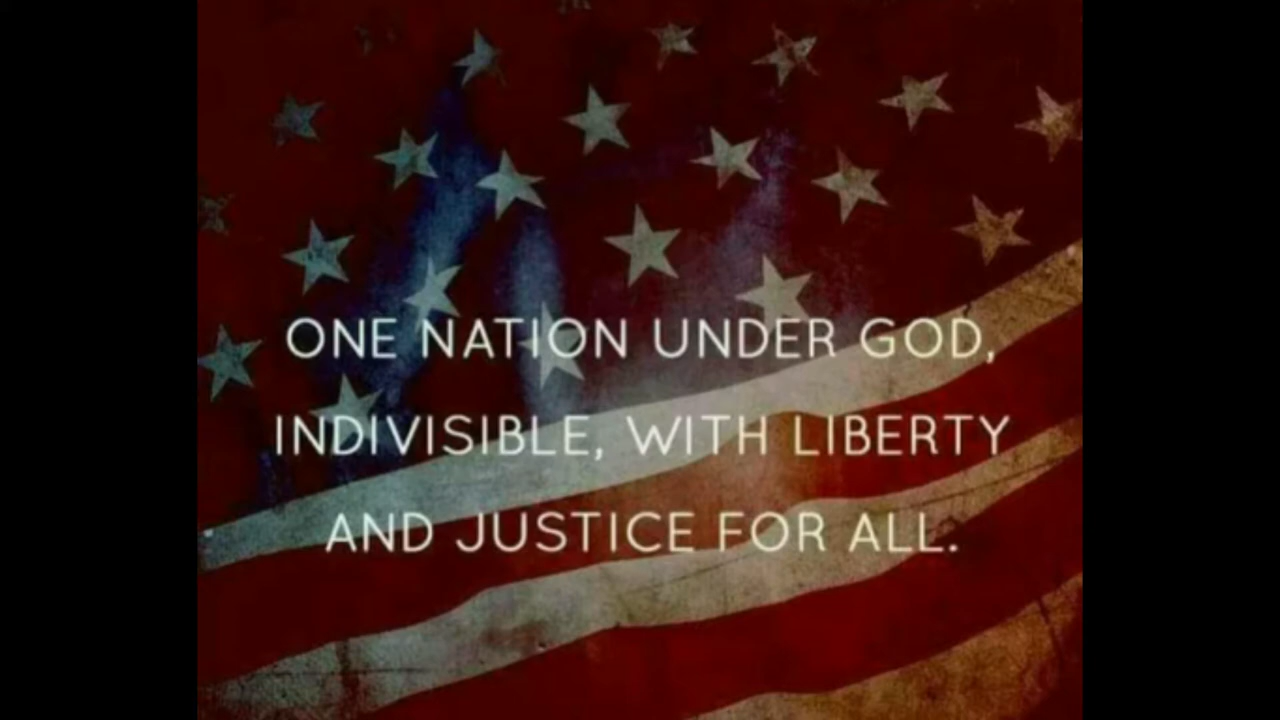 ONE NATION UNDER GOD,
INDIVISIBLE, WITH LIBERTY
AND JUSTICE FOR ALL.